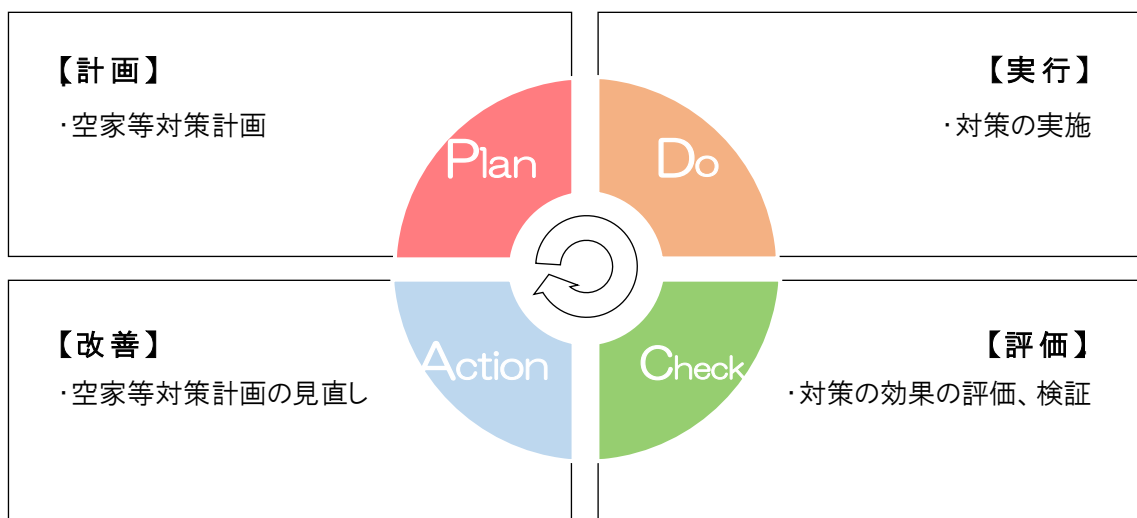 【計画】
・空家等対策計画
Plan
【実行】
・対策の実施
Do
【改善】
・空家等対策計画の見直し
Action
【評価】
・対策の効果の評価、検証
Check